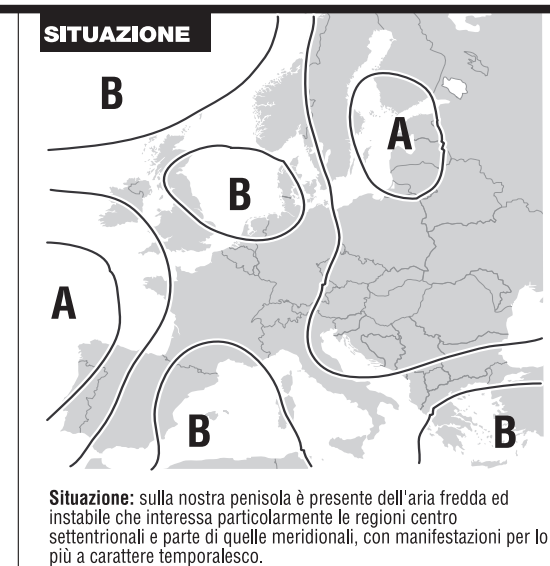 SITUAZIONE
B
A
B
A
B
B
Situazione: sulla nostra penisola è presente dell'aria fredda ed
instabile che interessa particolarmente le regioni centro
settentrionali e parte di quelle meridionali, con manifestazioni per lo
più a carattere temporalesco.